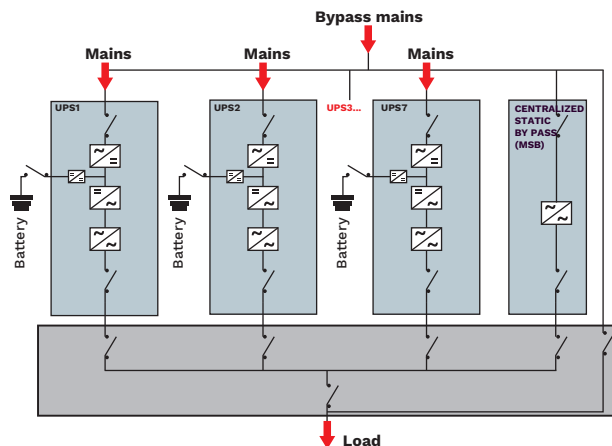 Bypass mains
Mains
Mains
Mains
UPS1
UPS2
UPS3...
UPS7
CENTRALIZED
STATIC
BY PASS
(MSB)
Battery
Battery
Battery
Load